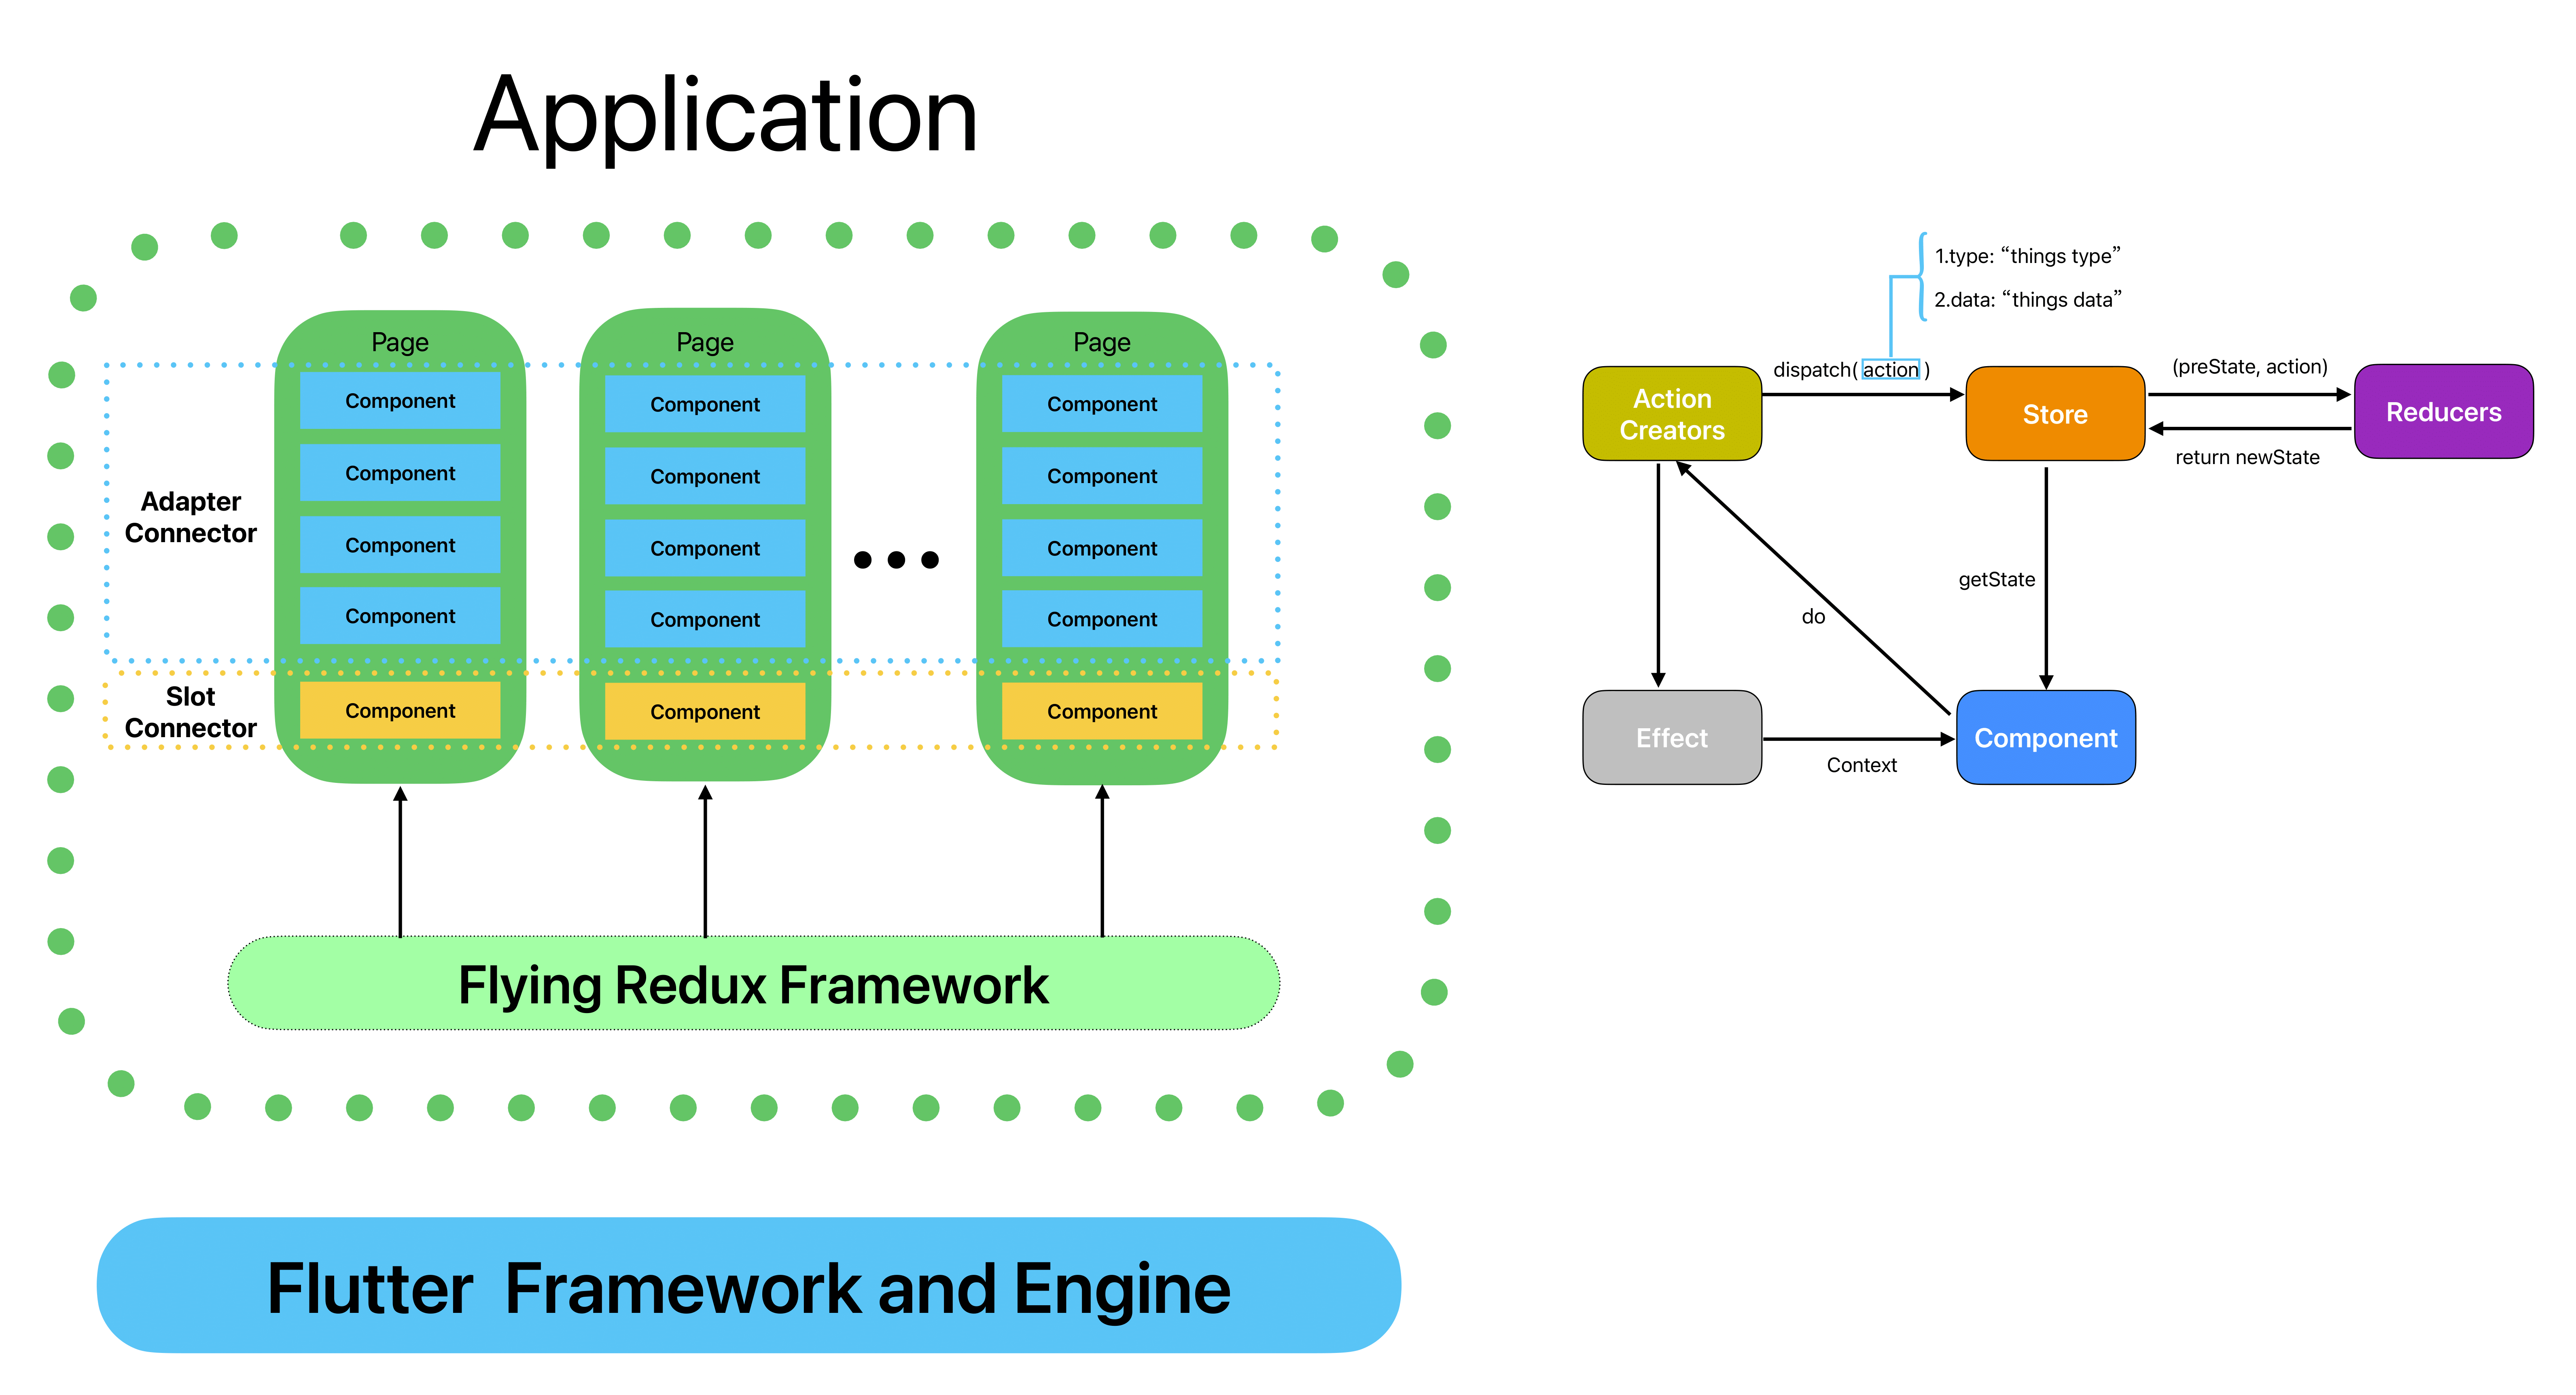 Application
Page
Component
Component
Component
Component
Component
Page
Component
Component
Component
Component
Component
Page
Component
Component
Component
Component
Component
Adapter
Connector
Slot
Connector
Flying Redux Framework
Flutter Framework and Engine
1.type: “things type”
2.data: “things data”
Action
Creators
dispatch( action )
Store
(preState, action)
return newState
Reducers
getState
do
Effect
Context
Component